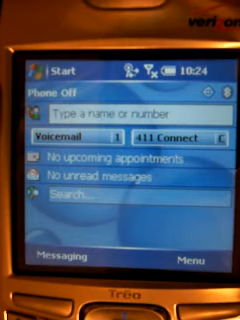 verizon
Start 10:24
Phone Off
Type a name or number
Voicemail 1 411 Connect C
No upcoming appointments
No unread messages
Search...
Messaging Menu
Treo